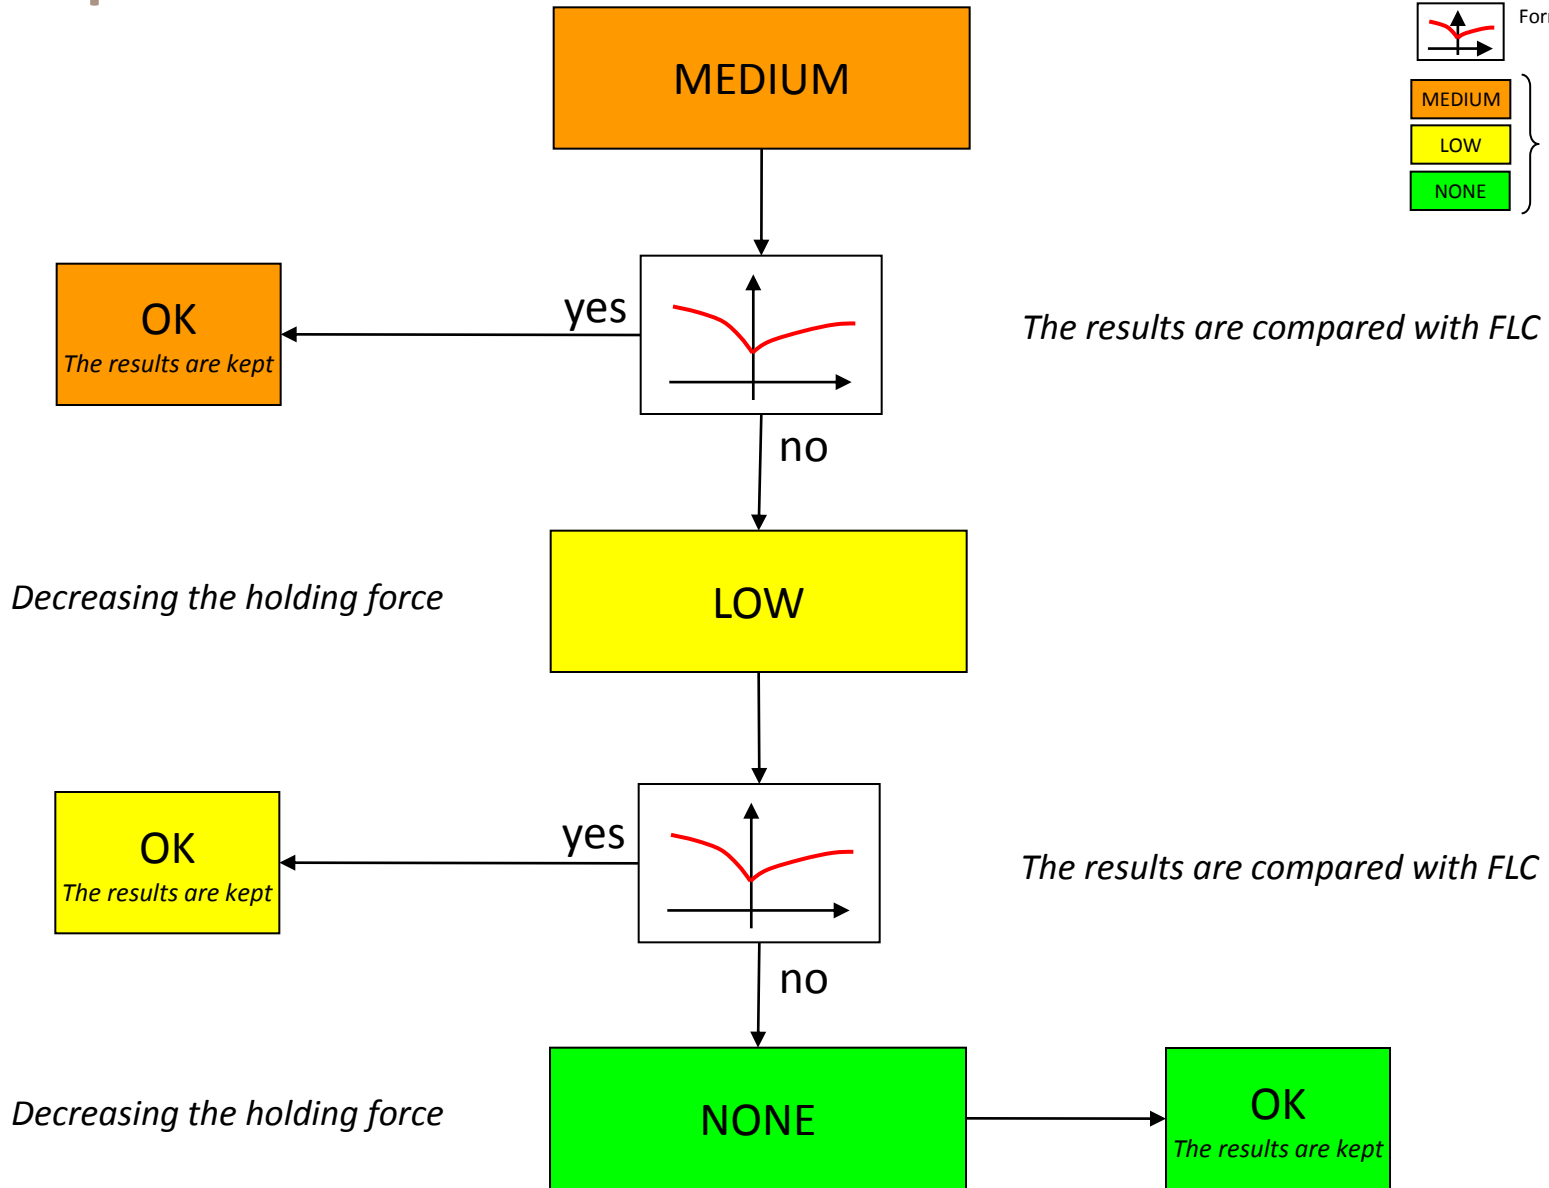 MEDIUM
MEDIUM
LOW
NONE
OK
The results are kept
yes
The results are compared with FLC
no
Decreasing the holding force
LOW
OK
The results are kept
yes
The results are compared with FLC
no
Decreasing the holding force
NONE
OK
The results are kept